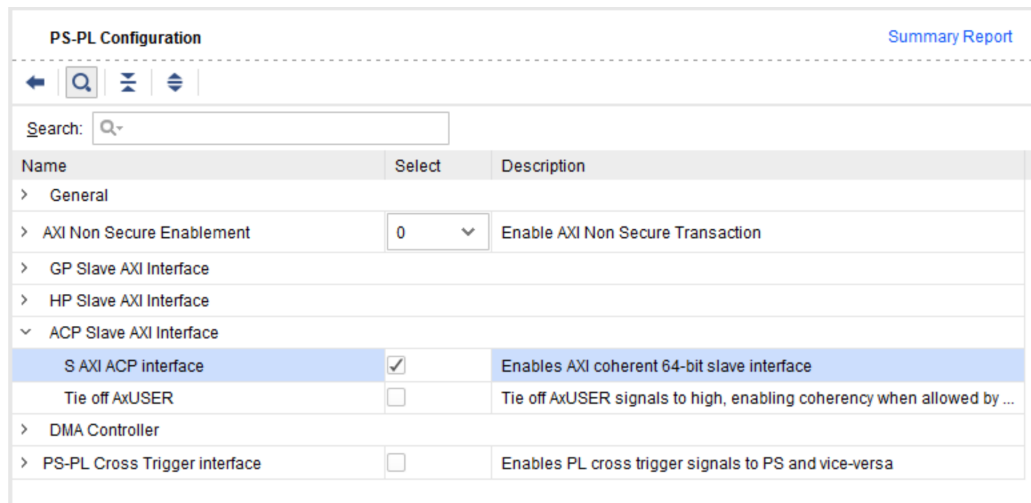 PS-PL Configuration Summary Report
Search:
Name Select Description
General
AXI Non Secure Enablement 0 Enable AXI Non Secure Transaction
GP Slave AXI Interface
HP Slave AXI Interface
ACP Slave AXI Interface
S AXI ACP interface Enables AXI coherent 64-bit slave interface
Tie off AxUSER Tie off AxUSER signals to high, enabling coherency when allowed by ...
DMA Controller
PS-PL Cross Trigger interface Enables PL cross trigger signals to PS and vice-versa